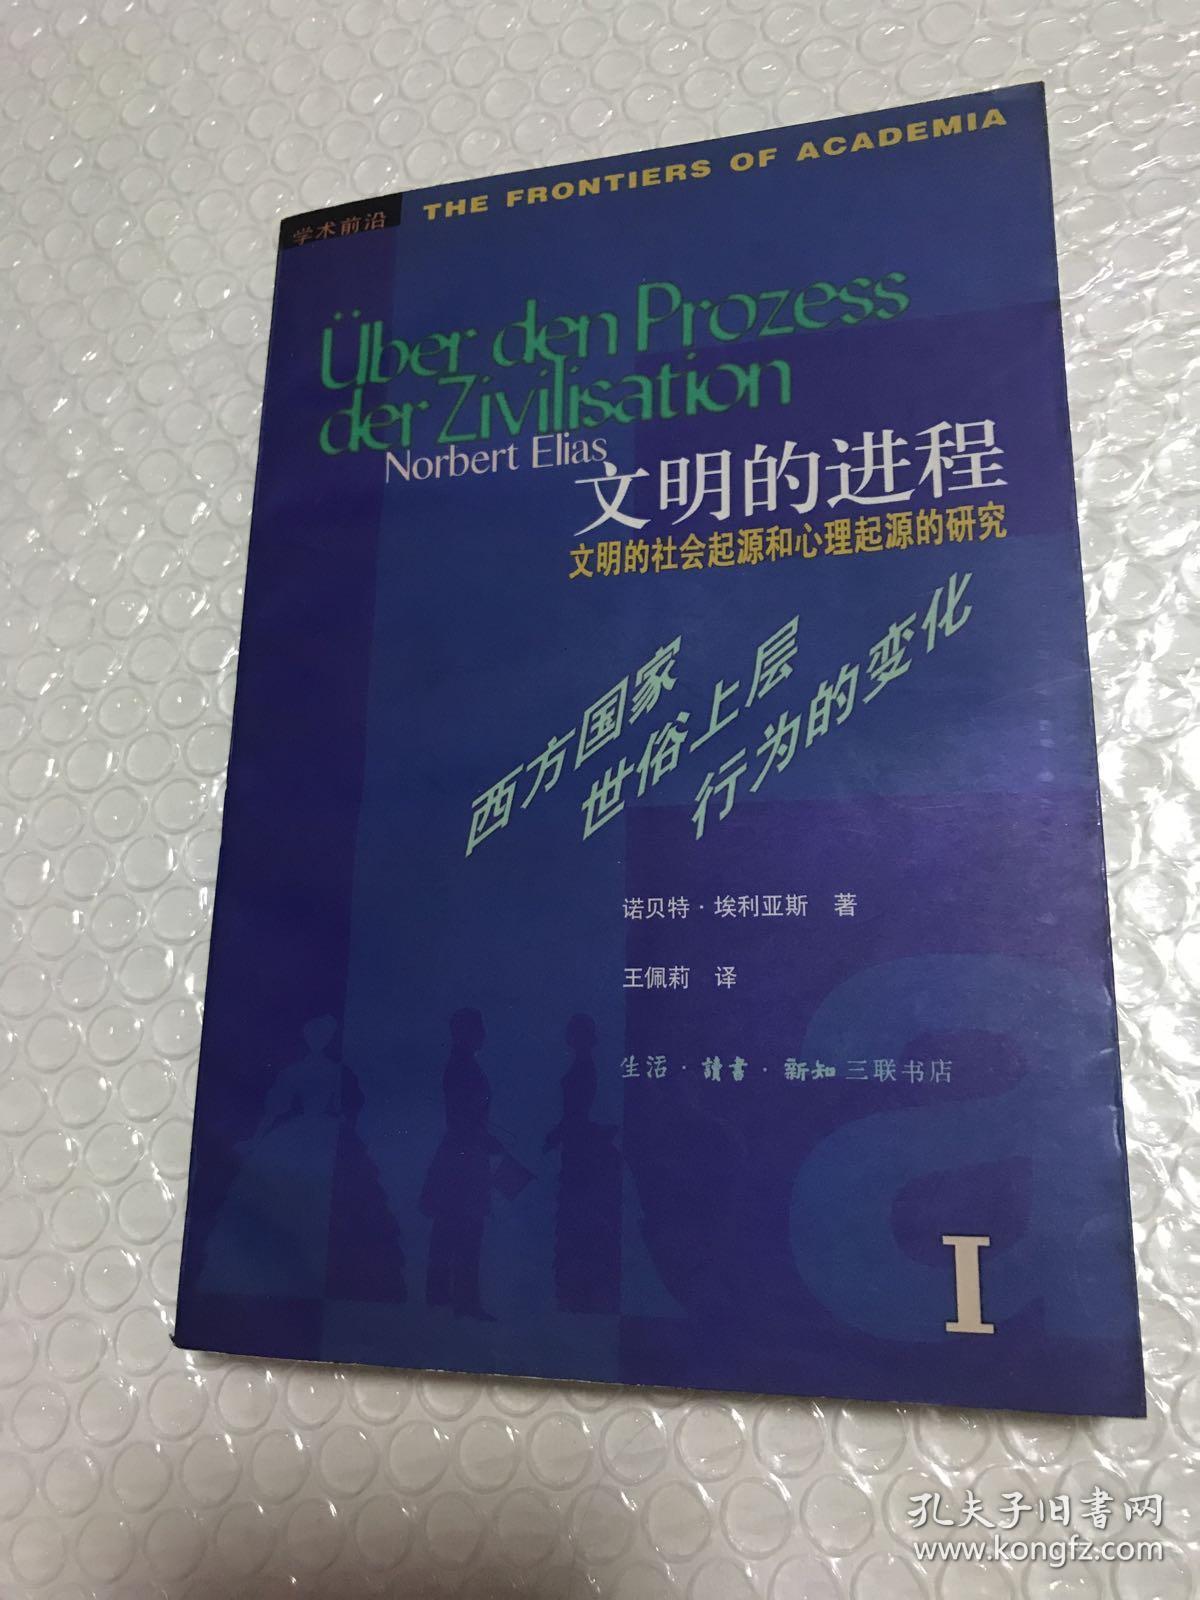 学术前沿
THE FRONTIERS OF ACADEMIA
Über den Prozess
der Zivilisation
Norbert Elias
文明的进程
文明的社会起源和心理起源的研究
西方国家
世俗上层
行为的变化
诺贝特·埃利亚斯 著
王佩莉 译
生活·讀書·新知三联书店
a
I
孔夫子旧书网
www.kongfz.com